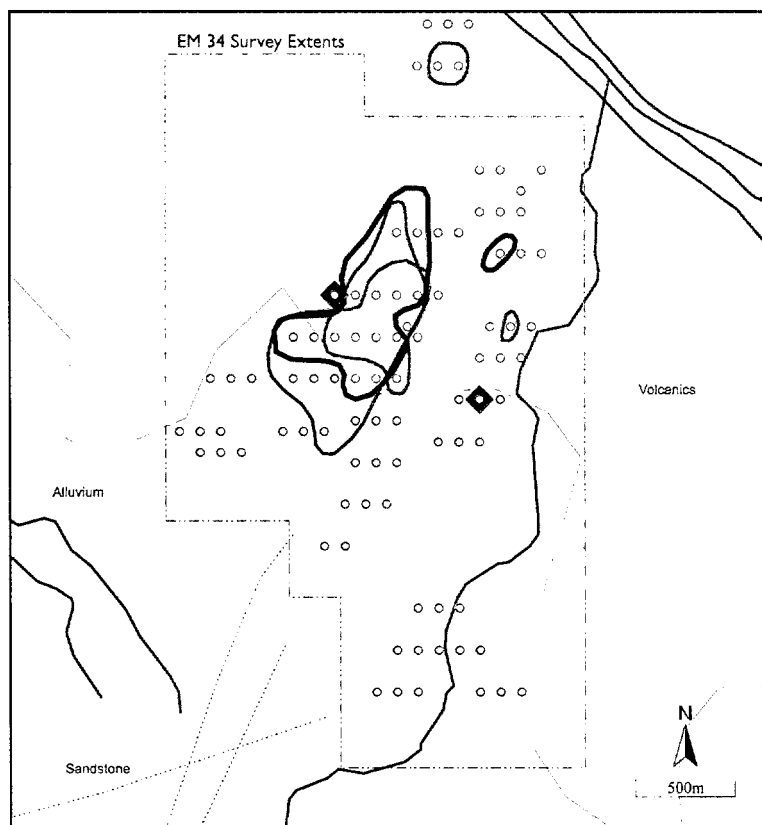 EM 34 Survey Extents
Volcanics
Alluvium
N
Sandstone
500m